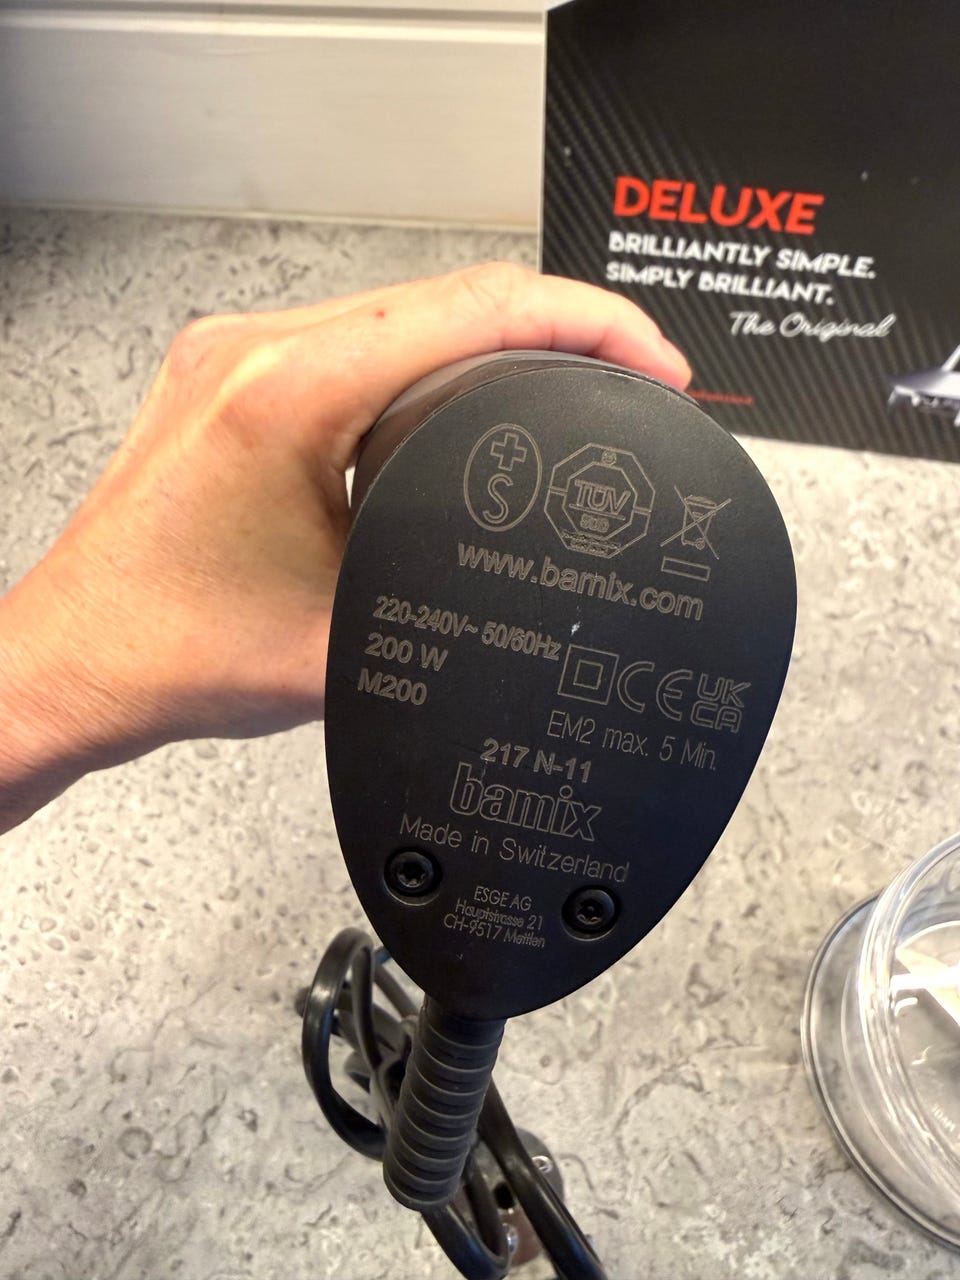 DELUXE
BRILLIANTLY SIMPLE.
SIMPLY BRILLIANT.
The Original
S
TÜV
SÜD
www.bamix.com
220-240V~ 50/60Hz
200 W
M200
CE UK CA
EM2 max. 5 Min.
217 N-11
bamix
Made in Switzerland
ESGE AG
Hauptstrasse 21
CH-9517 Mettlen